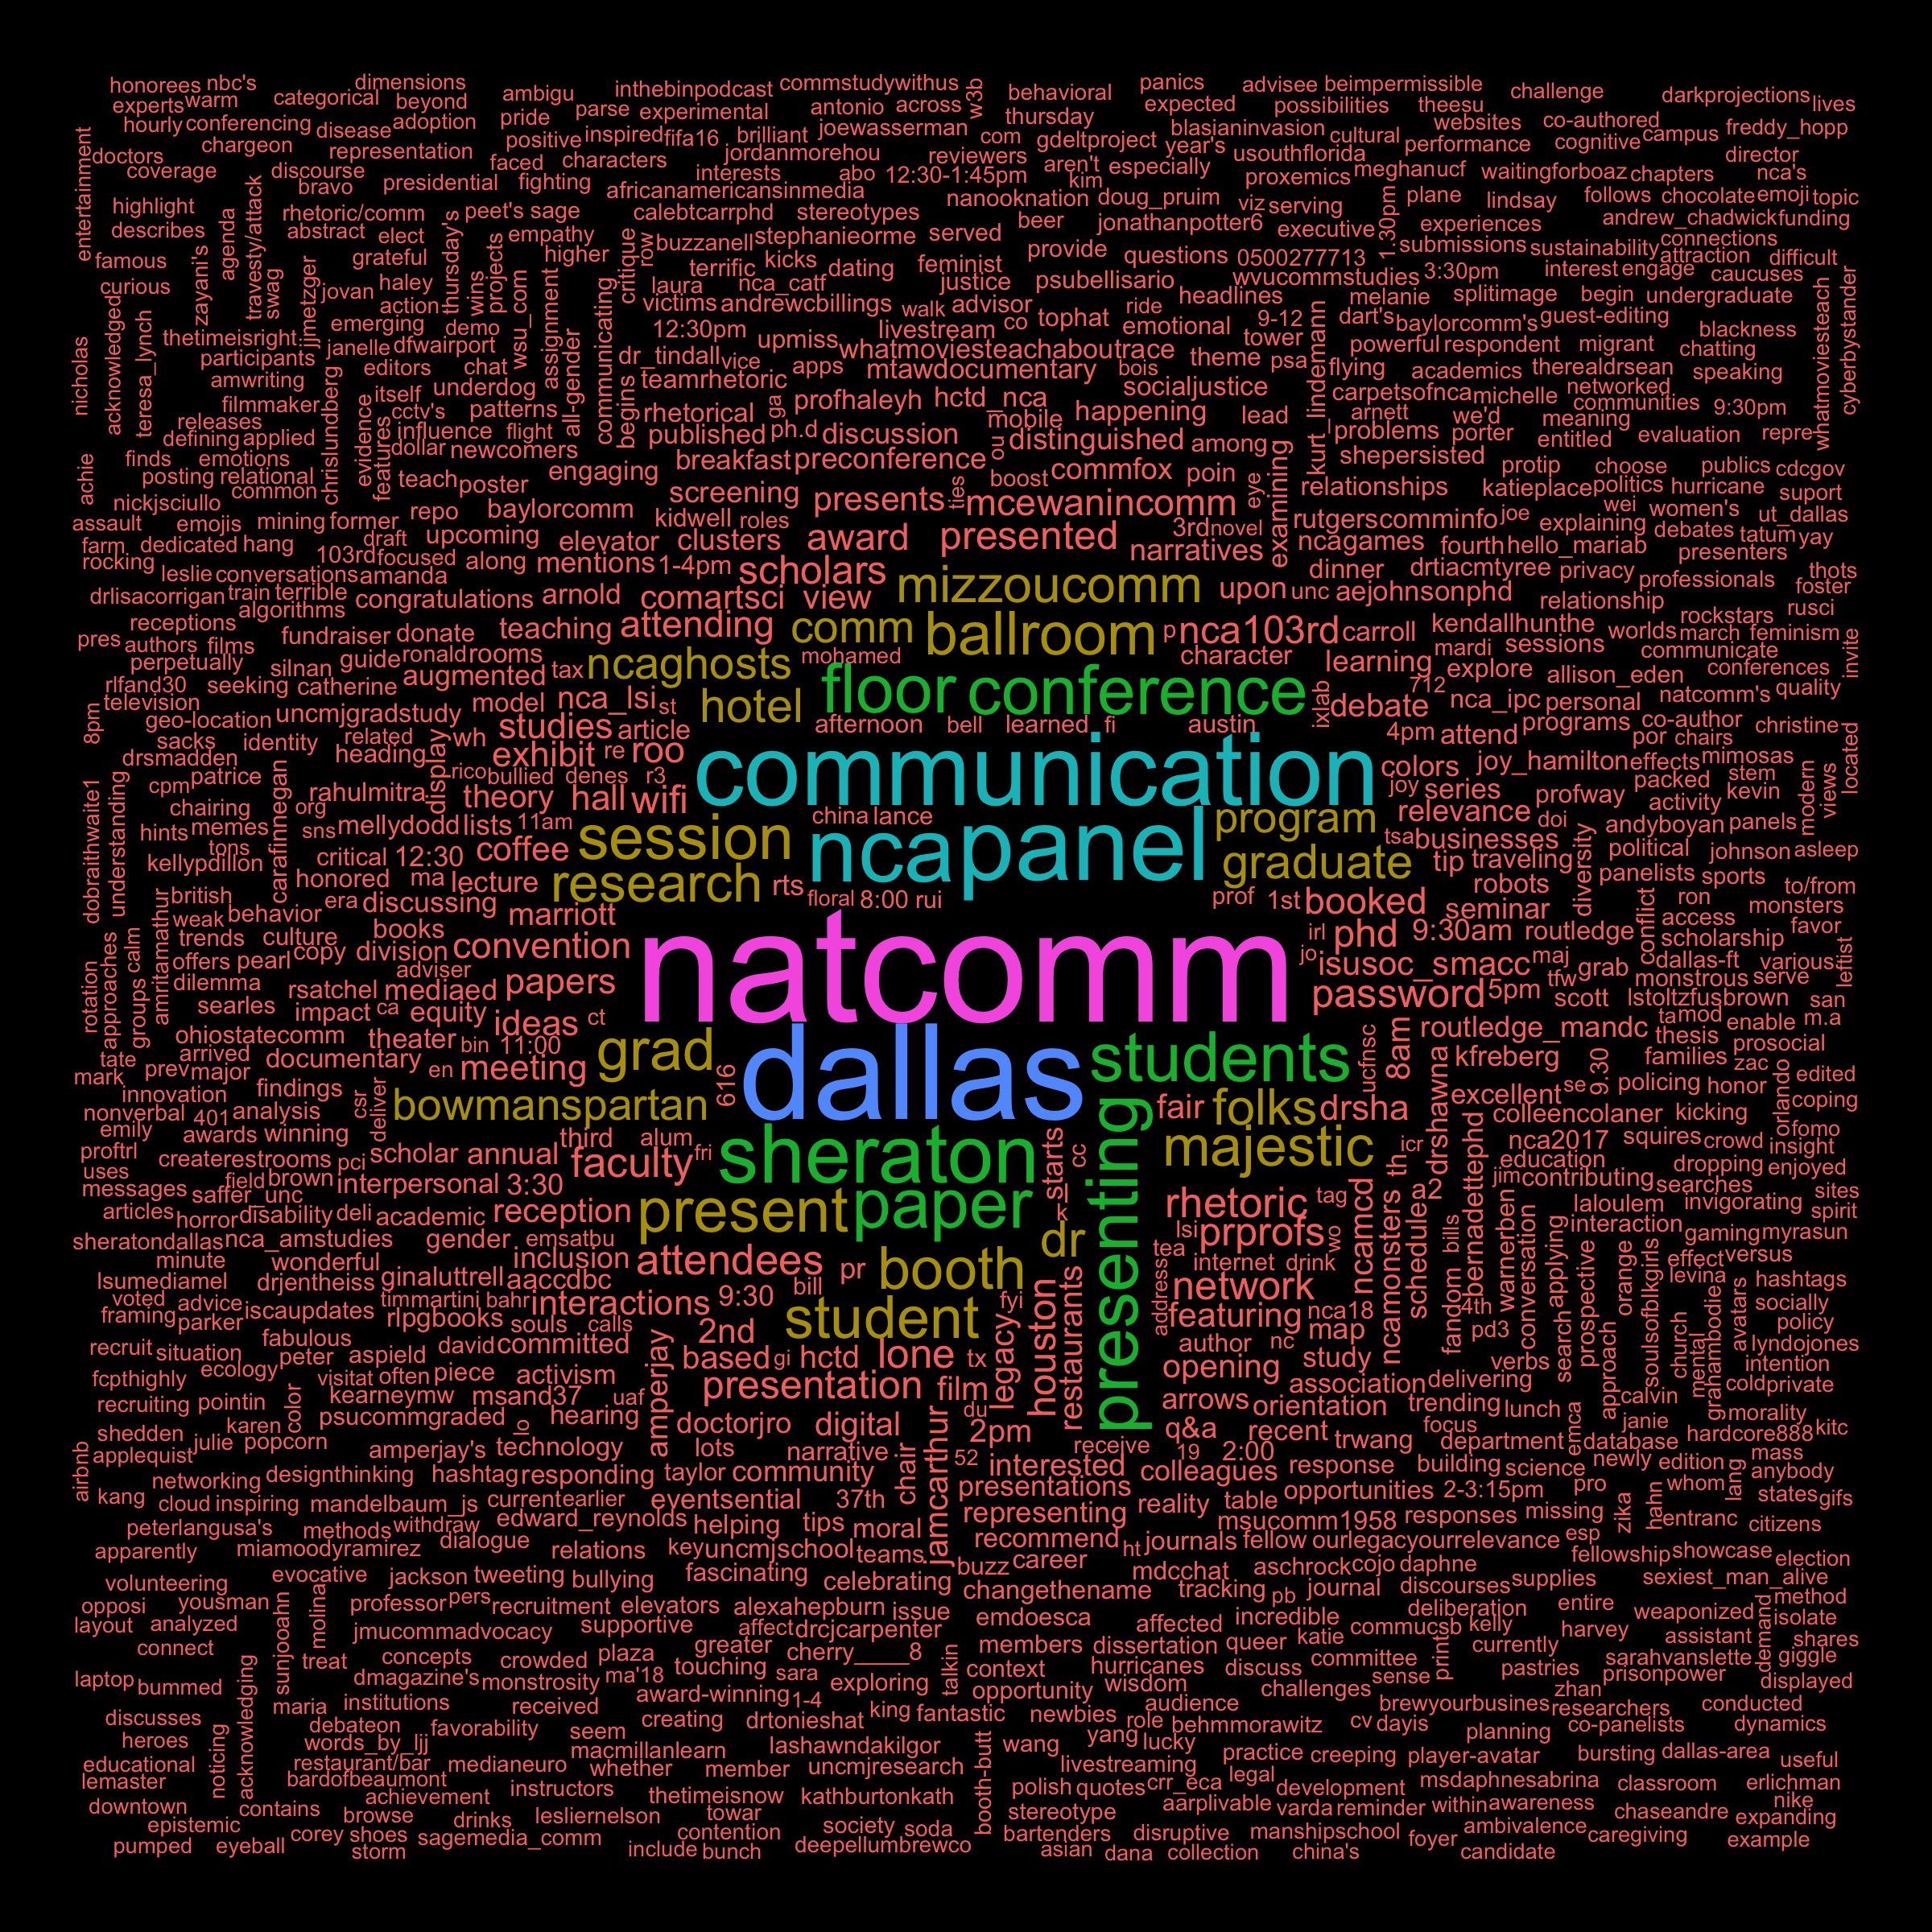 honorees nbc's dimensions inthebinpodcast commstudywithus w3b behavioral panics advisee beimpermissible challenge darkprojections lives
experts warm categorical beyond ambigu parse experimental antonio across thursday expected possibilities theesu websites co-authored freddy_hopp
hourly conferencing disease adoption pride positive inspired fifa16 brilliant joewasserman com gdeltproject blasianinvasion year's cultural performance cognitive campus director
entertainment doctors chargeon representation faced characters jordanmorehou reviewers aren't especially usouthflorida meghanucf waitingforboaz chapters nca's
coverage discourse bravo presidential fighting interests abo 12:30-1:45pm kim proxemics plane lindsay follows chocolate emoji topic
highlight rhetoric/comm peet's sage africanamericansinmedia nanooknation doug_pruim viz serving 1.30pm experiences andrew_chadwick funding
describes abstract elect empathy calebtcarrphd stereotypes beer jonathanpotter6 executive submissions sustainability connections
zayani's agenda travesty/attack swag thursday's wins projects critique row buzzanell stephanieorme served provide questions 0500277713 3:30pm interest engage attraction difficult
famous grateful higher terrific kicks dating feminist psubellisario wvucommstudies caucuses
curious jovan haley action wsu_com laura nca_catf justice headlines melanie splitimage begin undergraduate
acknowledged teresa_lynch jjmetzger emerging demo assignment communicating victims andrewcbillings walk advisor ride 9-12 dart's baylorcomm's guest-editing blackness
nicholas thetimeisright janelle dfwairport all-gender 12:30pm upmiss livestream co tophat emotional tower powerful respondent migrant chatting
participants editors chat dr_tindall vice apps whatmoviesteachaboutrace theme psa flying academics therealdrsean speaking whatmoviesteach cyberbystander
amwriting itself underdog begins teamrhetoric mtawdocumentary bois socialjustice kurt_lindemann carpetsofnca michelle networked
filmmaker chrislundberg evidence features cctv's patterns rhetorical ga profhaleyh hctd_nca mobile happening lead arnett we'd meaning communities 9:30pm
releases influence flight published ph.d discussion ou distinguished among examining problems porter entitled evaluation repre
defining applied dollar newcomers breakfast preconference commfox poin shepersisted protip choose publics cdcgov
achie finds emotions engaging screening presents ties boost eye relationships katieplace politics hurricane suport
posting relational teach poster mcewanincomm
nickjsciullo common repo baylorcomm kidwell roles 3rd novel rutgerscomminfo joe wei women's ut_dallas
assault emojis mining former draft upcoming elevator clusters award presented narratives ncagames explaining debates tatum yay
farm dedicated hang 103rd focused along mentions 1-4pm scholars fourth hello_mariab presenters
rocking leslie conversations amanda mizzoucomm dinner drtiacmtyree privacy professionals thots
drlisacorrigan train terrible congratulations arnold comartsci view upon unc aejohnsonphd relationship foster
receptions algorithms fundraiser donate teaching attending comm ballroom p nca103rd carroll kendallhunthe rockstars rusci
pres authors films ronald rooms mohamed character mardi sessions worlds march feminism
perpetually silnan guide augmented tax ncaghosts floor conference learning explore communicate invite
rlfand30 seeking catherine model nca_lsi st hotel 712 allison_eden conferences
television uncmjgradstudy studies article afternoon bell learned fi austin ixlab debate nca_ipc personal natcomm's quality
8pm geo-location related display wh exhibit re roo 4pm attend programs co-author christine
sacks identity heading communication colors joy_hamilton por chairs
drsmadden patrice carafinnegan rico bullied denes r3 joy series effects mimosas
cpm rahulmitra theory hall wifi profway packed stem located
chairing org china lance program relevance doi activity kevin modern views
hints memes sns mellydodd lists 11am session nca panel tsa businesses andyboyan panels
tons critical 12:30 coffee graduate tip traveling diversity political johnson asleep
dobraithwaite1 understanding kellypdillon honored ma lecture research rts floral 8:00 rui robots panelists sports
british era discussing marriott prof 1st booked seminar ron to/from
amritamathur weak behavior books natcomm irl phd 9:30am routledge conflict access monsters
trends culture copy division convention jo isusoc_smacc maj scholarship favor
offers pearl adviser tfw grab dallas-ft various leftist
rotation approaches groups calm dilemma rsatchel mediaed papers password 5pm scott monstrous serve
searles impact ca equity ideas ct lstoltzfusbrown san
ohiostatecomm theater bin 11:00 grad dallas students ucfnsc 8am routledge_mandc tamod enable m.a
tate arrived documentary en meeting 616 kfreberg thesis prosocial
mark prev major findings csr families zac
innovation excellent se 9.30 policing honor orlando edited
nonverbal 401 analysis deliver bowmanspartan presenting fair folks drsha drshawna colleencolaner kicking coping
emily awards winning third alum sheraton starts_k cc majestic icr nca2017 squires crowd ofomo
proftrl createrestrooms pci scholar annual faculty fri th bernadettephd education dropping insight
uses field brown interpersonal 3:30 jim contributing searches enjoyed
messages saffer_unc present paper rhetoric tag a2 laloulem invigorating sites
articles horror disability deli academic reception dr lsi prprofs wo ncamcd schedule warnerben interaction spirit
sheratondallas nca_amstudies gender emsatbu tea internet drink bills conversation applying gaming myrasun
minute wonderful inclusion attendees pr booth network ncamonsters prospective orange effect versus
lsumediamel drjentheiss ginaluttrell aaccdbc bill address soulsofblkgirls levina hashtags
voted advice iscaupdates timmartini bahr interactions 9:30 fyi featuring nca18 fandom 4th church avatars socially
framing parker rlpgbooks souls calls student legacy houston restaurants author nc map pd3 search policy
recruit situation fabulous david committed 2nd tx study verbs approach mental lyndojones
ecology peter aspield based gi hctd lone opening grahambodie intention
fcpthighly visitat often piece activism amperjay association delivering calvin cold private
recruiting pointin color kearneymw msand37 uaf presentation film arrows orientation trending lunch morality
shedden karen psucommgraded lo hearing doctorjro digital jamcarthur du 2pm q&a recent focus emca janie hardcore888 kitc
airbnb applequist julie popcorn amperjay's technology lots narrative chair receive 19 2:00 trwang department database mass
networking designthinking hashtag responding taylor community 52 interested colleagues response building science newly edition anybody
kang cloud inspiring mandelbaum_js current earlier eventsential 37th presentations reality table opportunities 2-3:15pm pro whom lang states gifs
peterlangusa's methods withdraw edward_reynolds helping tips moral representing msucomm1958 responses missing zika hahn entranc citizens
apparently miamoodyramirez dialogue relations key uncmjschool teams recommend ht journals fellow ourlegacyyourrelevance esp
evocative jackson tweeting bullying fascinating celebrating buzz career mdcchat aschrock cojo daphne fellowship showcase election
volunteering changethename tracking pb journal discourses supplies sexiest_man_alive
opposi yousman professor pers recruitment elevators alexahepburn issue emdoesca affected incredible deliberation entire weaponized method
layout analyzed sunjooahn molina jmucommadvocacy supportive affect drcjcarpenter queer katie commucsb kelly harvey isolate
connect concepts crowded plaza greater cherry____8 members dissertation committee print currently assistant demand shares
treat touching talkin context hurricanes discuss sense sarahvanslette giggle
laptop bummed acknowledging dmagazine's monstrosity ma'18 sara exploring opportunity wisdom challenges pastries prisonpower displayed
maria institutions received award-winning 1-4 king fantastic audience brewyourbusines zhan researchers conducted
discusses noticing debateon favorability seem creating drtonieshat newbies role behmmorawitz cv dayis planning co-panelists dynamics
heroes words_by_ljj macmillanlearn lashawndakilgor booth-butt wang yang lucky
educational restaurant/bar medianeuro whether member uncmjresearch livestreaming practice creeping player-avatar bursting dallas-area useful
lemaster bardofbeaumont instructors thetimeisnow kathburtonkath polish quotes crr_eca legal development msdaphnesabrina classroom erlichman
downtown contains achievement browse drinks lesliernelson towar stereotype aarplivable varda reminder within awareness chaseandre nike
epistemic corey shoes sagemedia_comm contention society soda bartenders disruptive manshipschool foyer ambivalence caregiving expanding
pumped eyeball storm include bunch deepellumbrewco asian dana collection china's candidate example